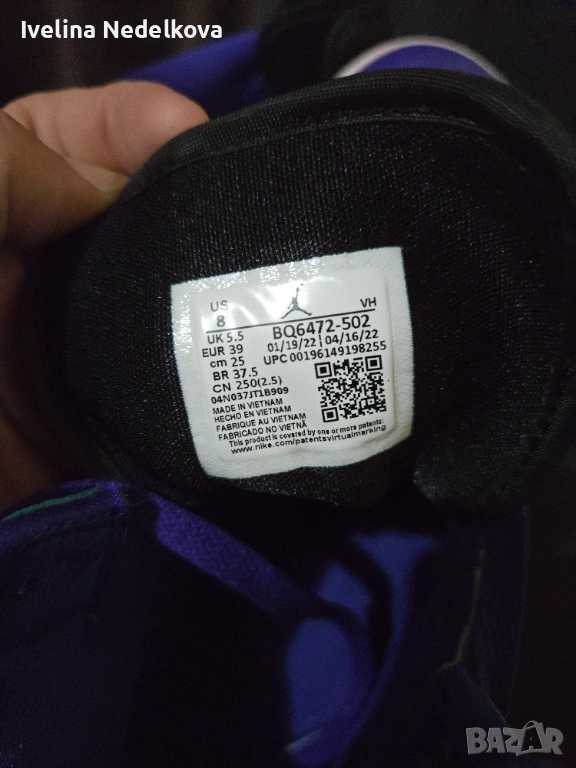 Ivelina Nedelkova
US
8
VH
UK 5.5
BQ6472-502
EUR 39
01/19/22 | 04/16/22
cm 25
UPC 00196149198255
BR 37.5
CN 250(2.5)
04N037JT1B909
MADE IN VIETNAM
HECHO EN VIETNAM
FABRIQUE AU VIETNAM
FABRICADO NO VIETNÃ
This product is covered by one or more patents.
www.nike.com/patentsvirtualmarking
BAZAR